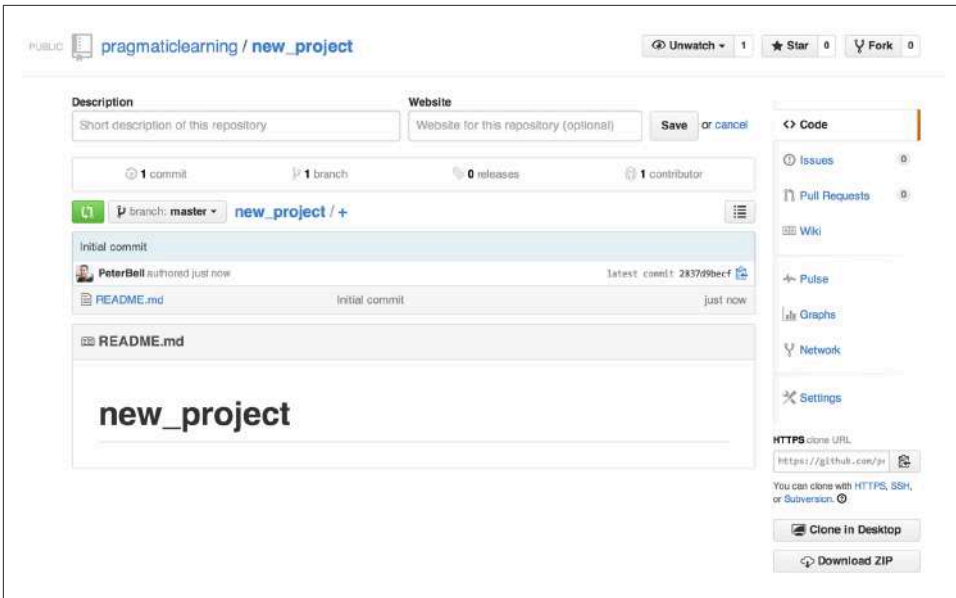 PUBLIC pragmaticlearning / new_project
Unwatch 1 Star 0 Fork 0
Description
Short description of this repository
Website
Website for this repository (optional)
Save or cancel
1 commit 1 branch 0 releases 1 contributor
branch: master new_project / +
Initial commit
PeterBell authored just now latest commit 2837d9becf
README.md Initial commit just now
README.md
new_project
Code
Issues 0
Pull Requests 0
Wiki
Pulse
Graphs
Network
Settings
HTTPS clone URL
https://github.com/
You can clone with HTTPS, SSH,
or Subversion.
Clone in Desktop
Download ZIP